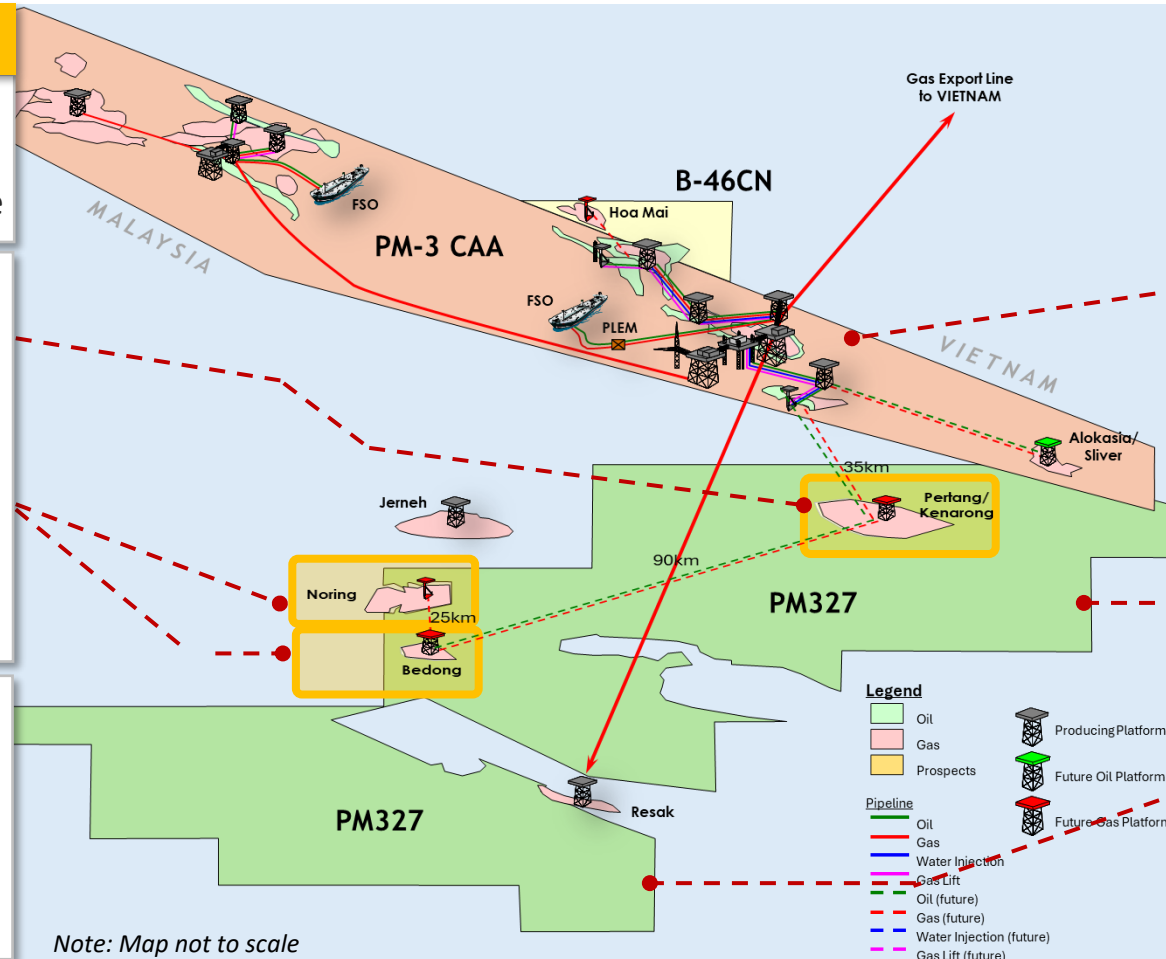 e
Gas Export Line
to VIETNAM
B-46CN
Hoa Mai
FSO
MALAYSIA
PM-3 CAA
FSO
PLEM
VIETNAM
Alokasia/
Sliver
35km
Jerneh
Pertang/
Kenarong
90km
Noring
25km
PM327
Bedong
Legend
Oil
Gas
Prospects
Producing Platform
Future Oil Platform
Future Gas Platform
Resak
PM327
Pipeline
Oil
Gas
Water Injection
Gas Lift
Oil (future)
Gas (future)
Water Injection (future)
Gas Lift (future)
Note: Map not to scale